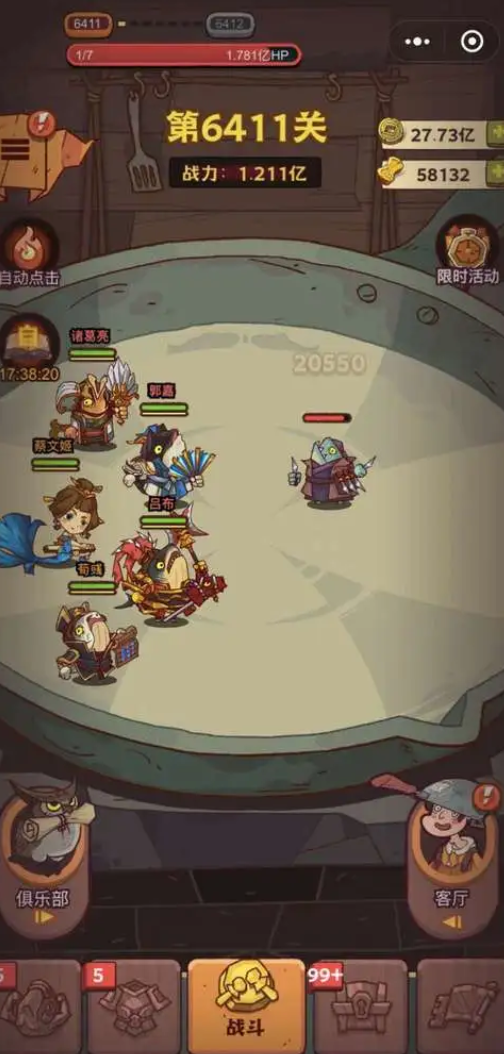 6411
6412
1/7
1.781亿HP
第6411关
战力：1.211亿
27.73亿
58132
自动点击
限时活动
17:38:20
20550
诸葛亮
郭嘉
蔡文姬
吕布
荀彧
俱乐部
客厅
5
5
99+
战斗